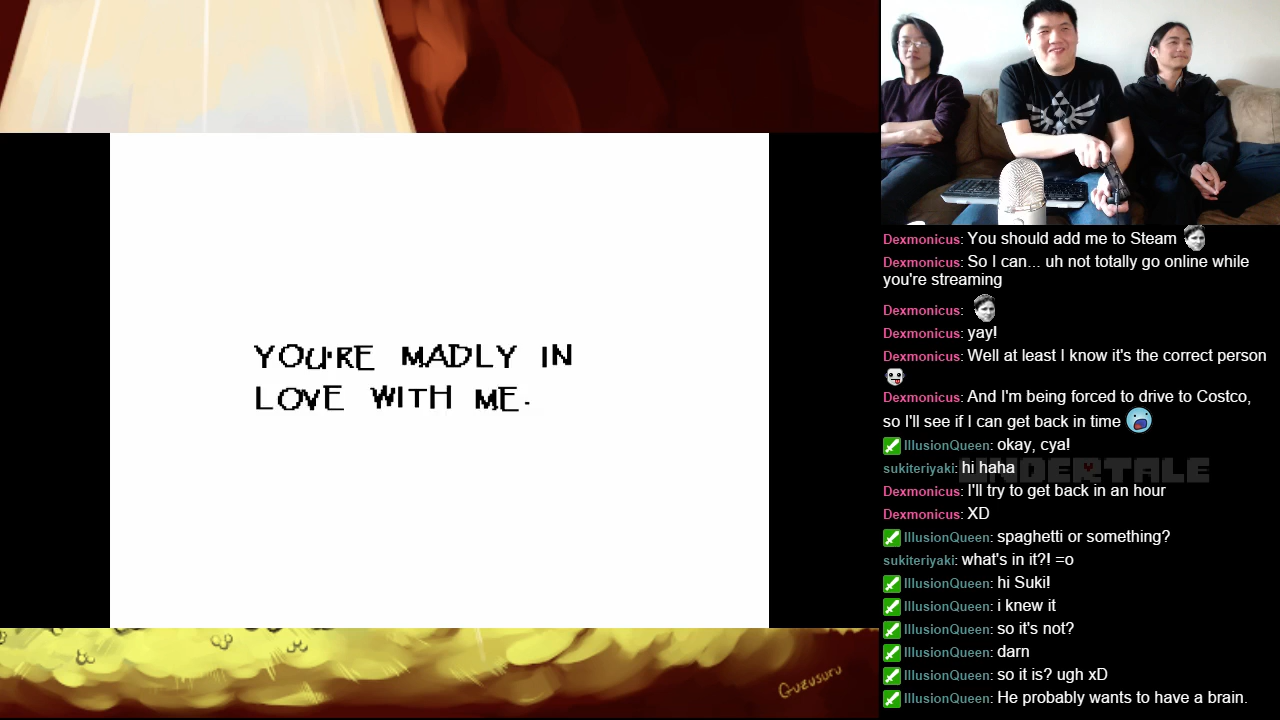 YOU'RE MADLY IN
LOVE WITH ME.
Guzusuru
Dexmonicus: You should add me to Steam
Dexmonicus: So I can... uh not totally go online while
you're streaming
Dexmonicus:
Dexmonicus: yay!
Dexmonicus: Well at least I know it's the correct person
Dexmonicus: And I'm being forced to drive to Costco,
so I'll see if I can get back in time
IllusionQueen: okay, cya!
sukiteriyaki: hi haha
UNDERTALE
Dexmonicus: I'll try to get back in an hour
Dexmonicus: XD
IllusionQueen: spaghetti or something?
sukiteriyaki: what's in it?! =o
IllusionQueen: hi Suki!
IllusionQueen: i knew it
IllusionQueen: so it's not?
IllusionQueen: darn
IllusionQueen: so it is? ugh xD
IllusionQueen: He probably wants to have a brain.